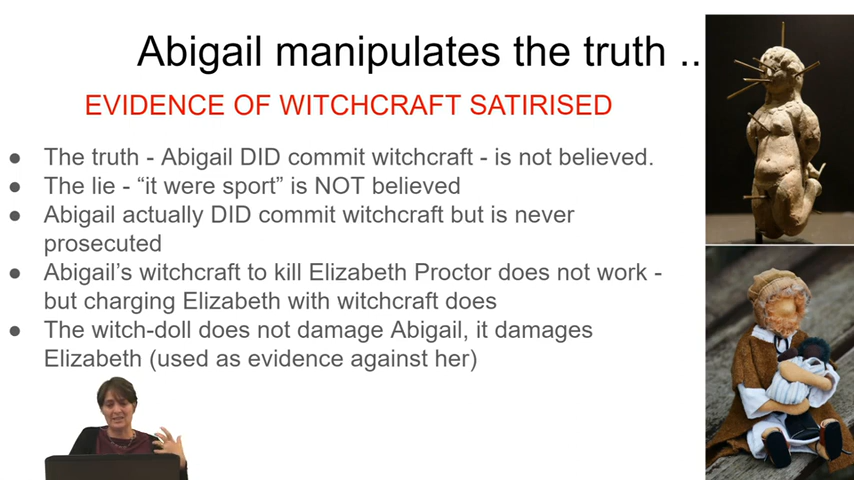 Abigail manipulates the truth ..
EVIDENCE OF WITCHCRAFT SATIRISED
● The truth - Abigail DID commit witchcraft - is not believed.
● The lie - “it were sport” is NOT believed
● Abigail actually DID commit witchcraft but is never
prosecuted
● Abigail’s witchcraft to kill Elizabeth Proctor does not work -
but charging Elizabeth with witchcraft does
● The witch-doll does not damage Abigail, it damages
Elizabeth (used as evidence against her)